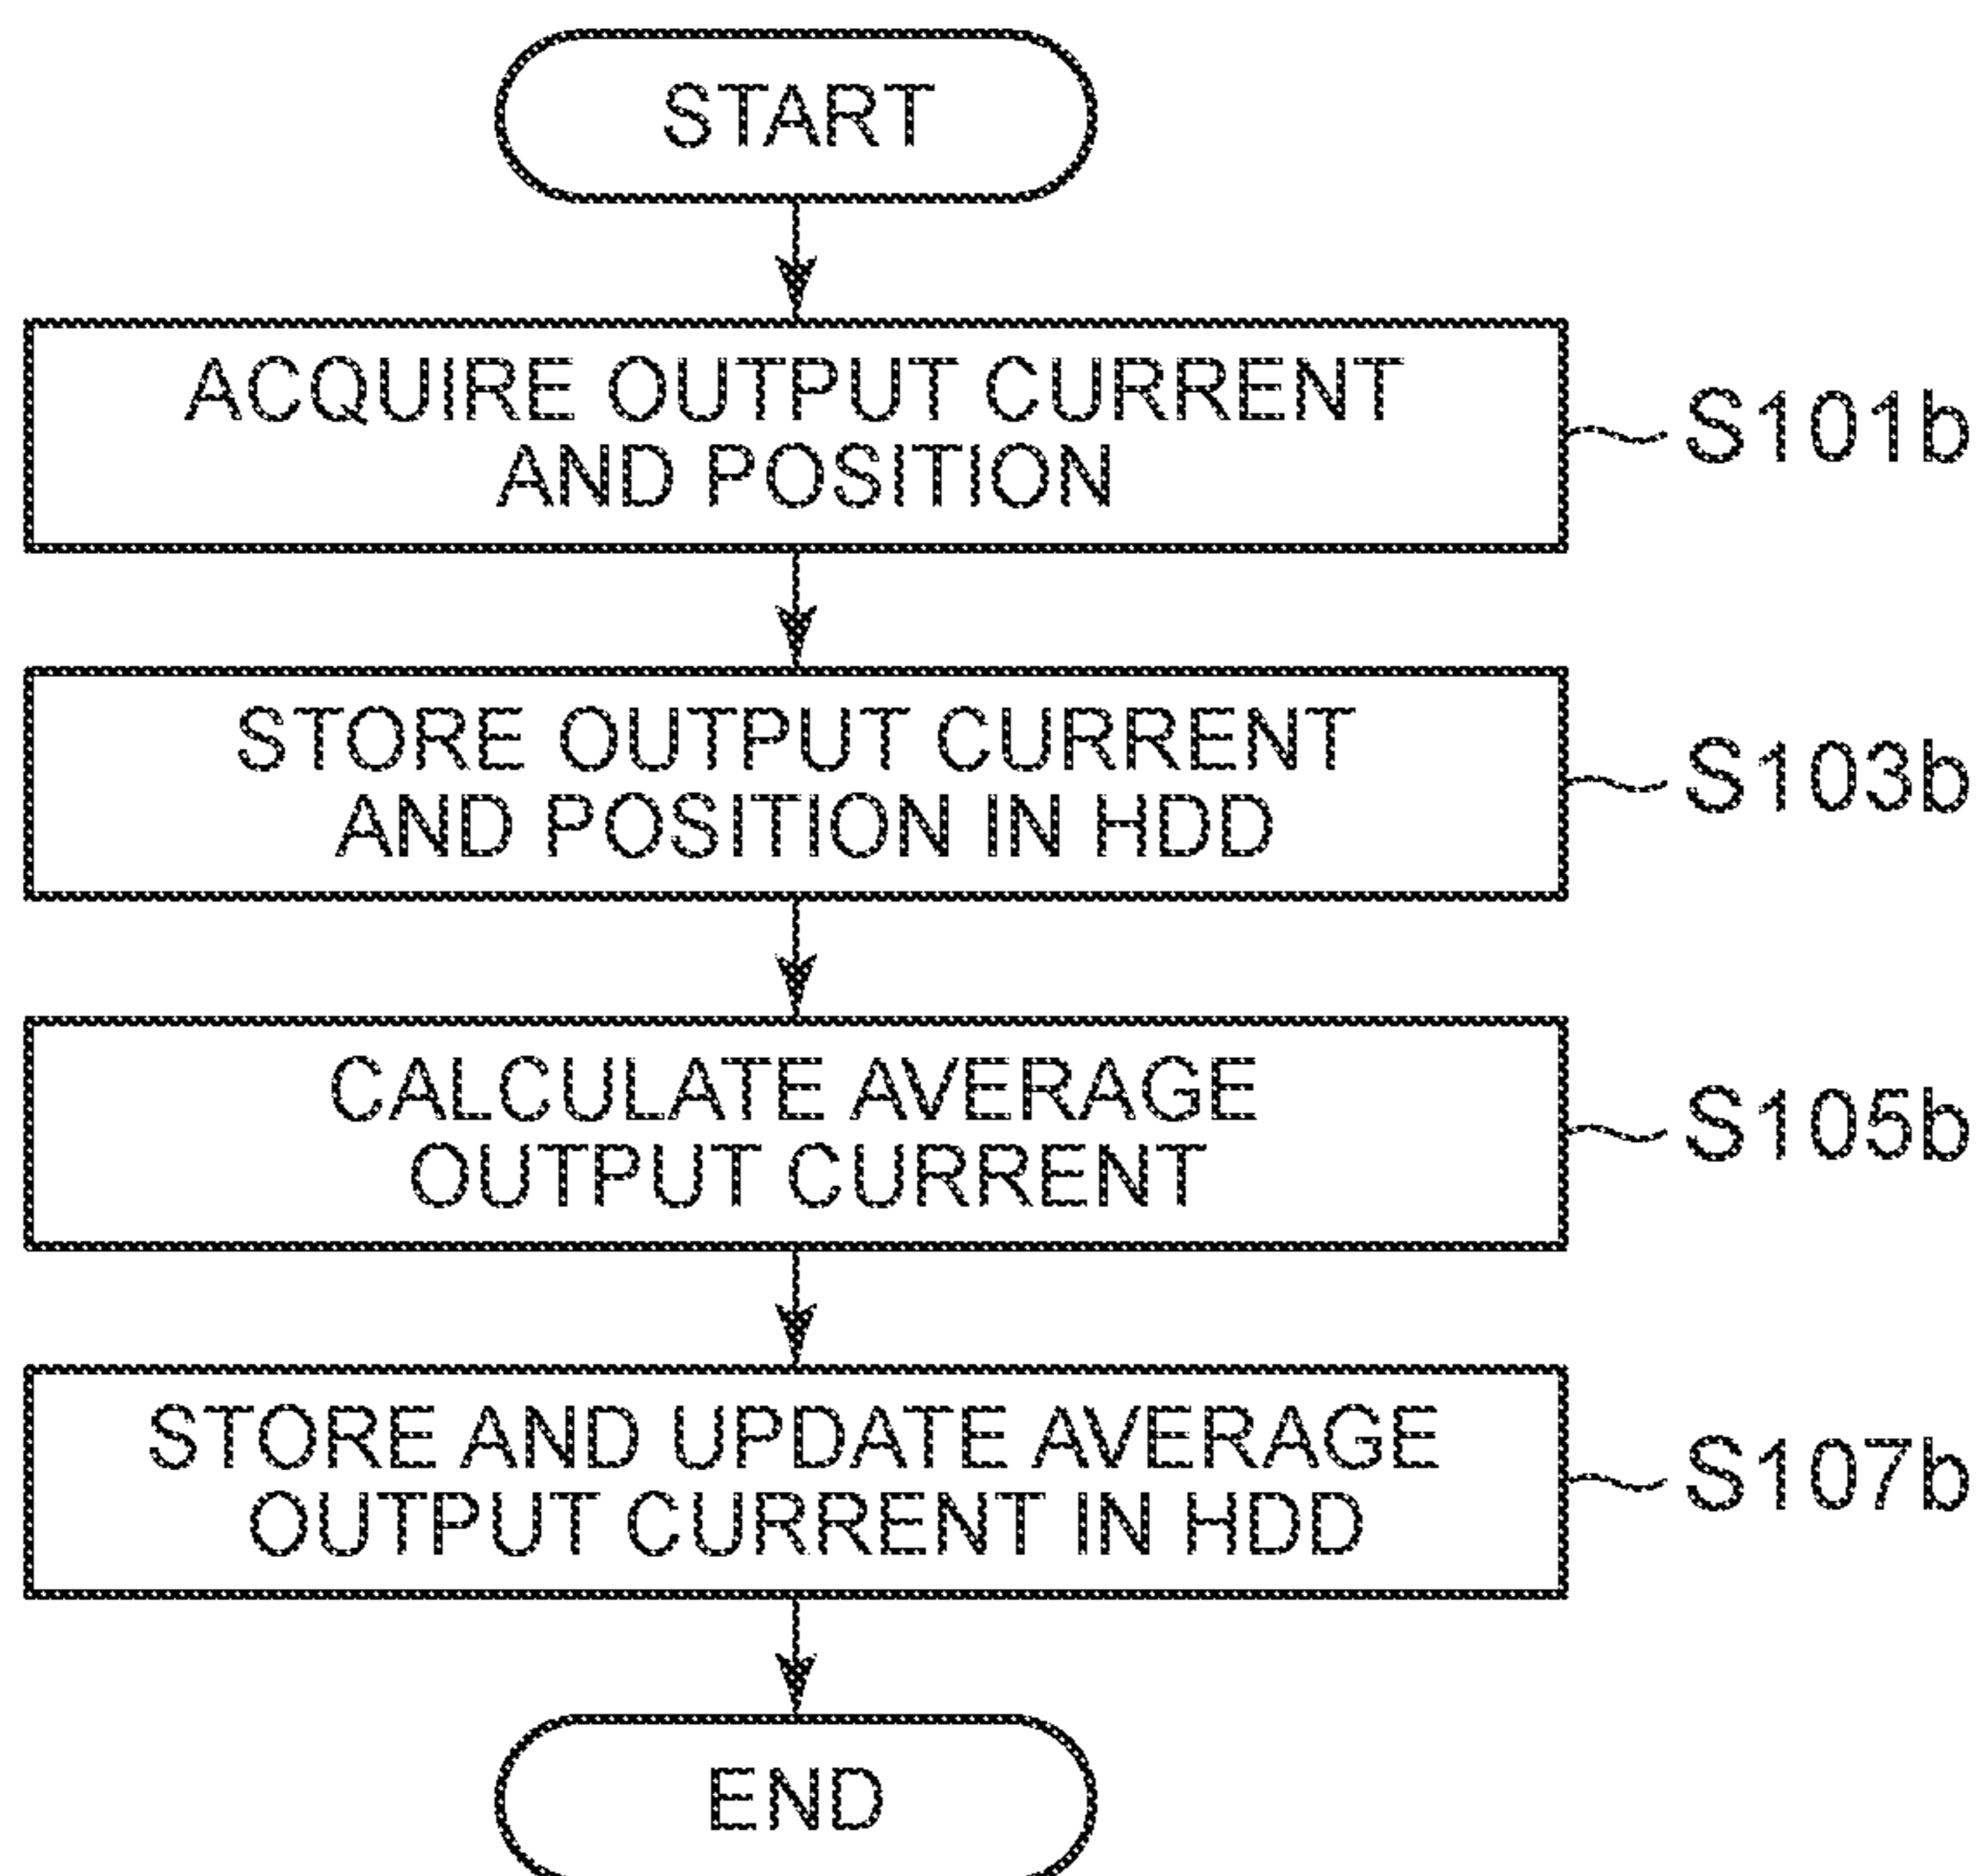 START
ACQUIRE OUTPUT CURRENT
AND POSITION
S101b
STORE OUTPUT CURRENT
AND POSITION IN HDD
S103b
CALCULATE AVERAGE
OUTPUT CURRENT
S105b
STORE AND UPDATE AVERAGE
OUTPUT CURRENT IN HDD
S107b
END